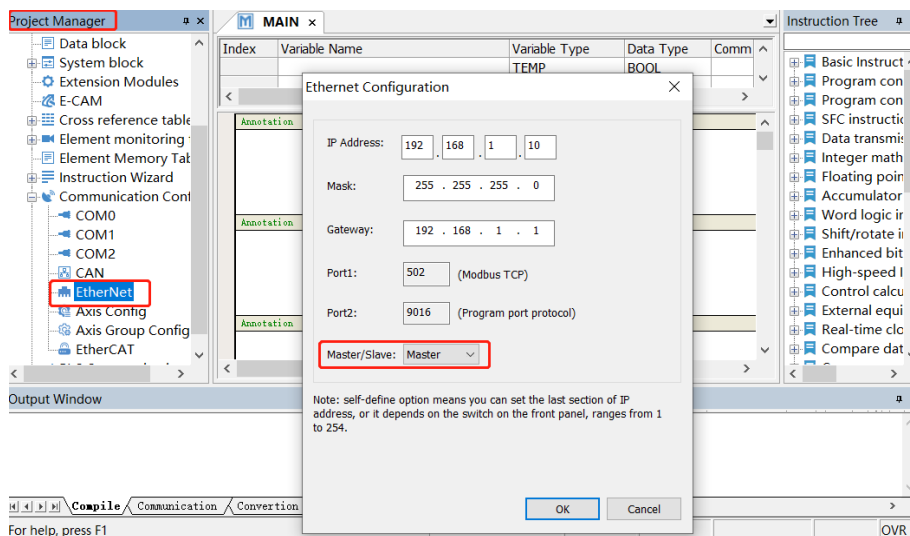 Project Manager
Data block
System block
Extension Modules
E-CAM
Cross reference table
Element monitoring
Element Memory Tab
Instruction Wizard
Communication Conf
COM0
COM1
COM2
CAN
EtherNet
Axis Config
Axis Group Config
EtherCAT
MAIN
Index Variable Name Variable Type Data Type Comm
TEMP BOOL
Annotation
Annotation
Annotation
Ethernet Configuration
IP Address: 192 . 168 . 1 . 10
Mask: 255 . 255 . 255 . 0
Gateway: 192 . 168 . 1 . 1
Port1: 502 (Modbus TCP)
Port2: 9016 (Program port protocol)
Master/Slave: Master
Note: self-define option means you can set the last section of IP
address, or it depends on the switch on the front panel, ranges from 1
to 254.
OK Cancel
Instruction Tree
Basic Instruct
Program con
Program con
SFC instructic
Data transmis
Integer math
Floating poin
Accumulator
Word logic ir
Shift/rotate i
Enhanced bit
High-speed I
Control calcu
External equi
Real-time clo
Compare dat
Output Window
Compile Communication Convertion
For help, press F1
OVR